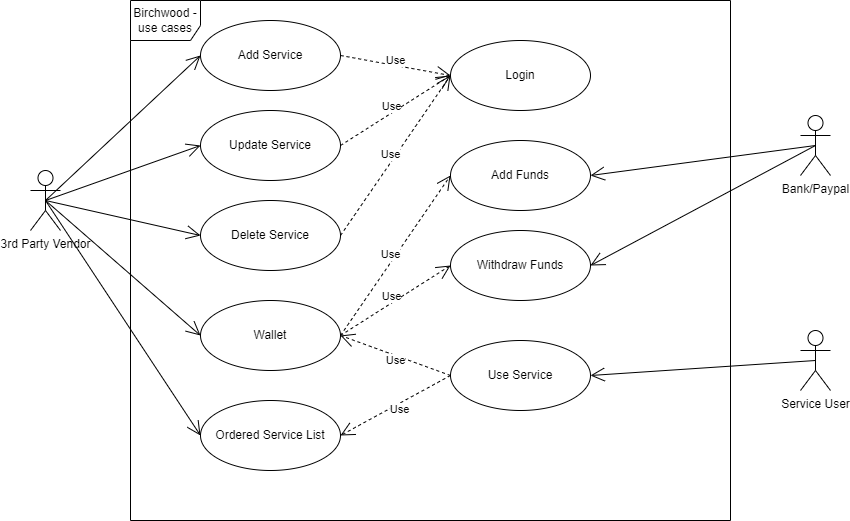 Birchwood -
use cases
Add Service
Use
Login
Use
Update Service
Use
Add Funds
Bank/Paypal
3rd Party Vendor
Delete Service
Use
Withdraw Funds
Use
Wallet
Use
Use Service
Use
Service User
Ordered Service List